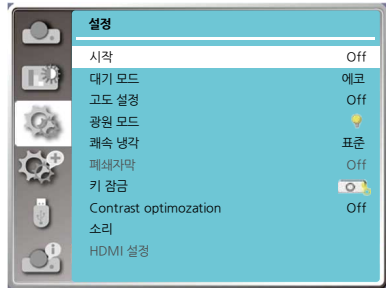 설정
시작 Off
대기 모드 에코
고도 설정 Off
광원 모드
쾌속 냉각 표준
폐쇄자막 Off
키 잠금
Contrast optimozation Off
소리
HDMI 설정